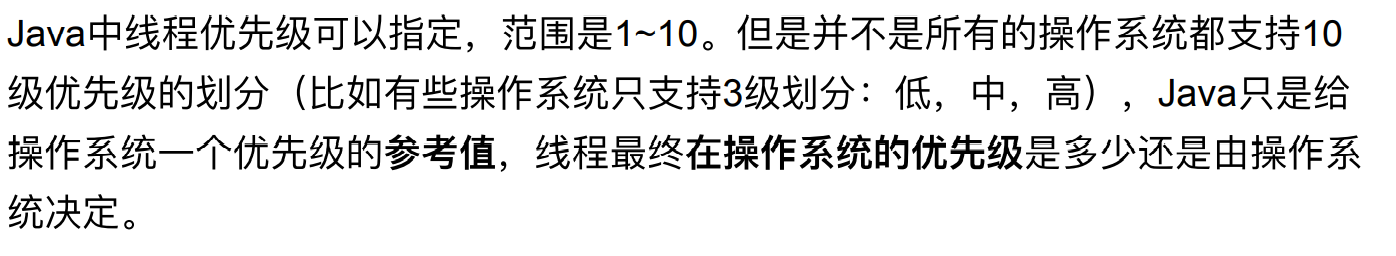 Java中线程优先级可以指定，范围是1~10。但是并不是所有的操作系统都支持10
级优先级的划分（比如有些操作系统只支持3级划分：低，中，高），Java只是给
操作系统一个优先级的参考值，线程最终在操作系统的优先级是多少还是由操作系
统决定。